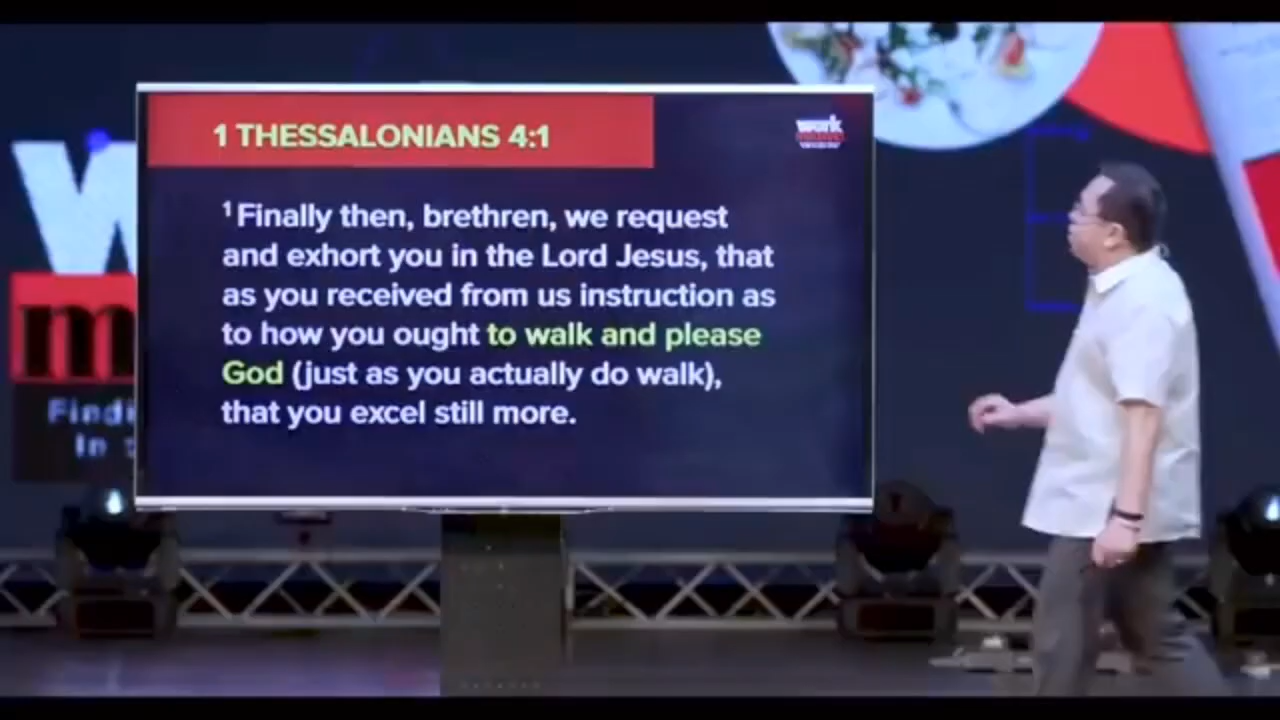 1 THESSALONIANS 4:1
work
1 Finally then, brethren, we request
and exhort you in the Lord Jesus, that
as you received from us instruction as
to how you ought to walk and please
God (just as you actually do walk),
that you excel still more.
W
m
Findi
In